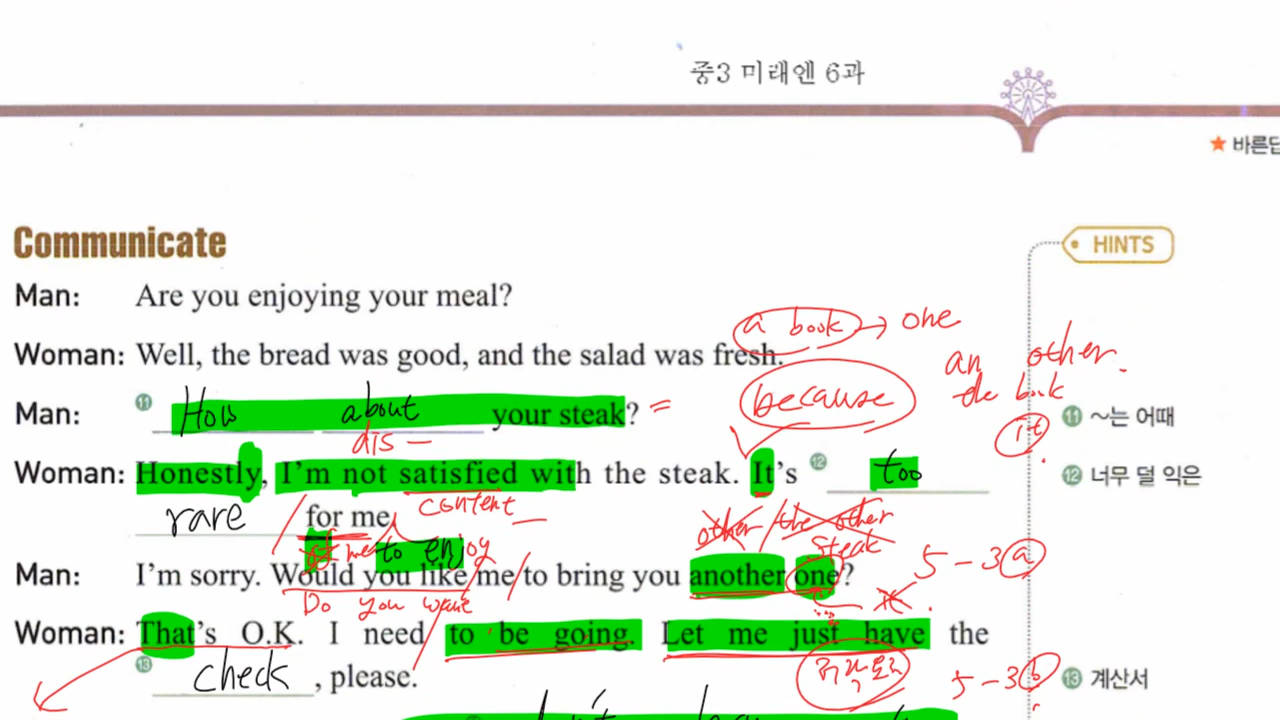 중3 미래엔 6과
★ 바른답
Communicate
HINTS
Man: Are you enjoying your meal?
a book → one
Woman: Well, the bread was good, and the salad was fresh.
an other.
because
the book
Man: ⑪ How about your steak? =
⑪ ~는 어때
it
dis -
Woman: Honestly, I'm not satisfied with the steak. It's ⑫ too
⑫ 너무 덜 익은
rare for me
content
other / the other
me to enjoy
steak
Man: I'm sorry. Would you like me to bring you another one?
5-3 a
Do you want
Woman: That's O.K. I need to be going. Let me just have the
⑬ check, please.
5-3 b
⑬ 계산서